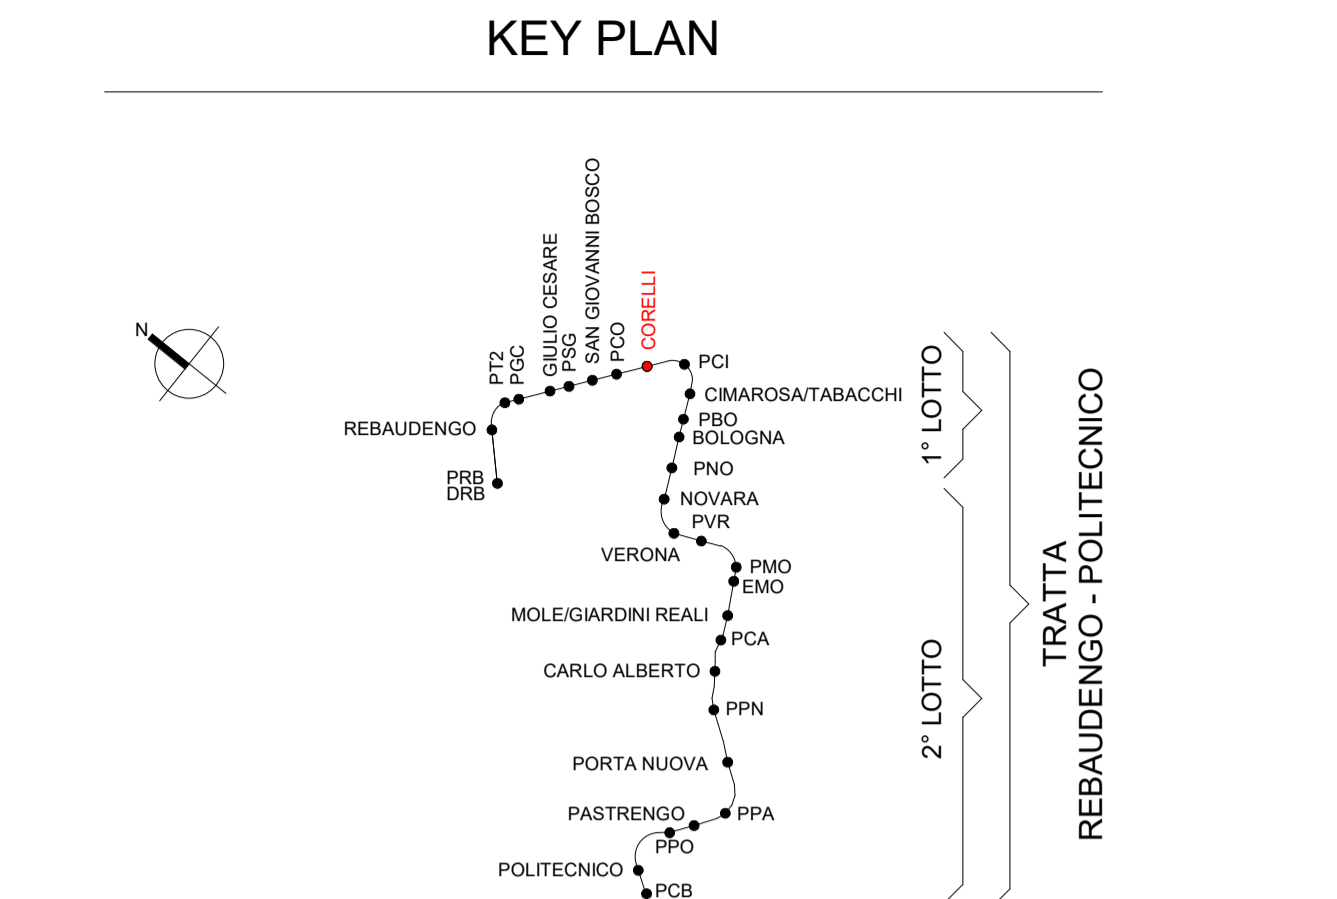 KEY PLAN
N
PT2
PGC
GIULIO CESARE
PSG
SAN GIOVANNI BOSCO
PCO
CORELLI
PCI
CIMAROSA/TABACCHI
REBAUDENGO
PBO
BOLOGNA
PRB
DRB
PNO
NOVARA
PVR
VERONA
PMO
EMO
MOLE/GIARDINI REALI
PCA
CARLO ALBERTO
PPN
PORTA NUOVA
PASTRENGO
PPA
PPO
POLITECNICO
PCB
1° LOTTO
2° LOTTO
TRATTA
REBAUDENGO - POLITECNICO